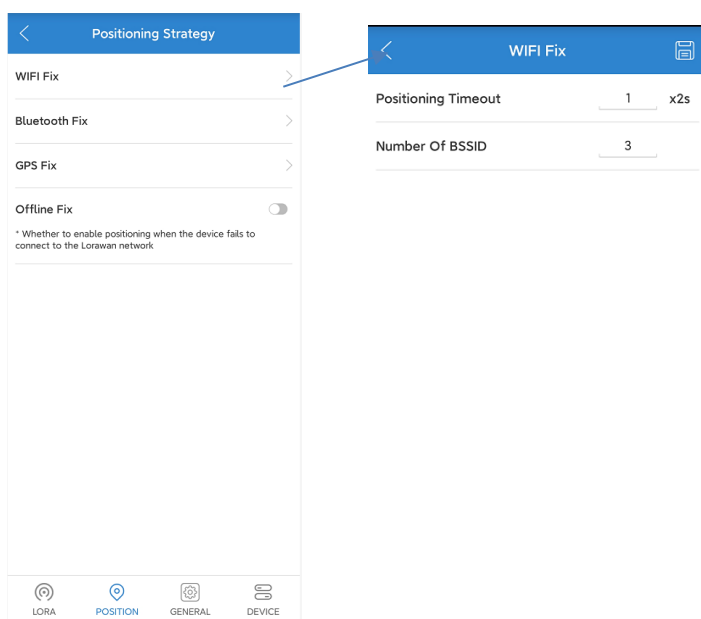 Positioning Strategy
WIFI Fix
Bluetooth Fix
GPS Fix
Offline Fix
* Whether to enable positioning when the device fails to
connect to the Lorawan network
LORA
POSITION
GENERAL
DEVICE
WIFI Fix
Positioning Timeout 1 x2s
Number Of BSSID 3